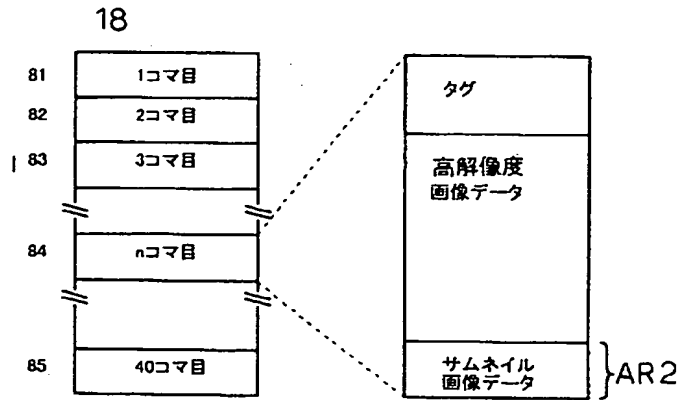 18
81 1コマ目
82 2コマ目
83 3コマ目
84 nコマ目
85 40コマ目
タグ
高解像度
画像データ
サムネイル
画像データ
AR2